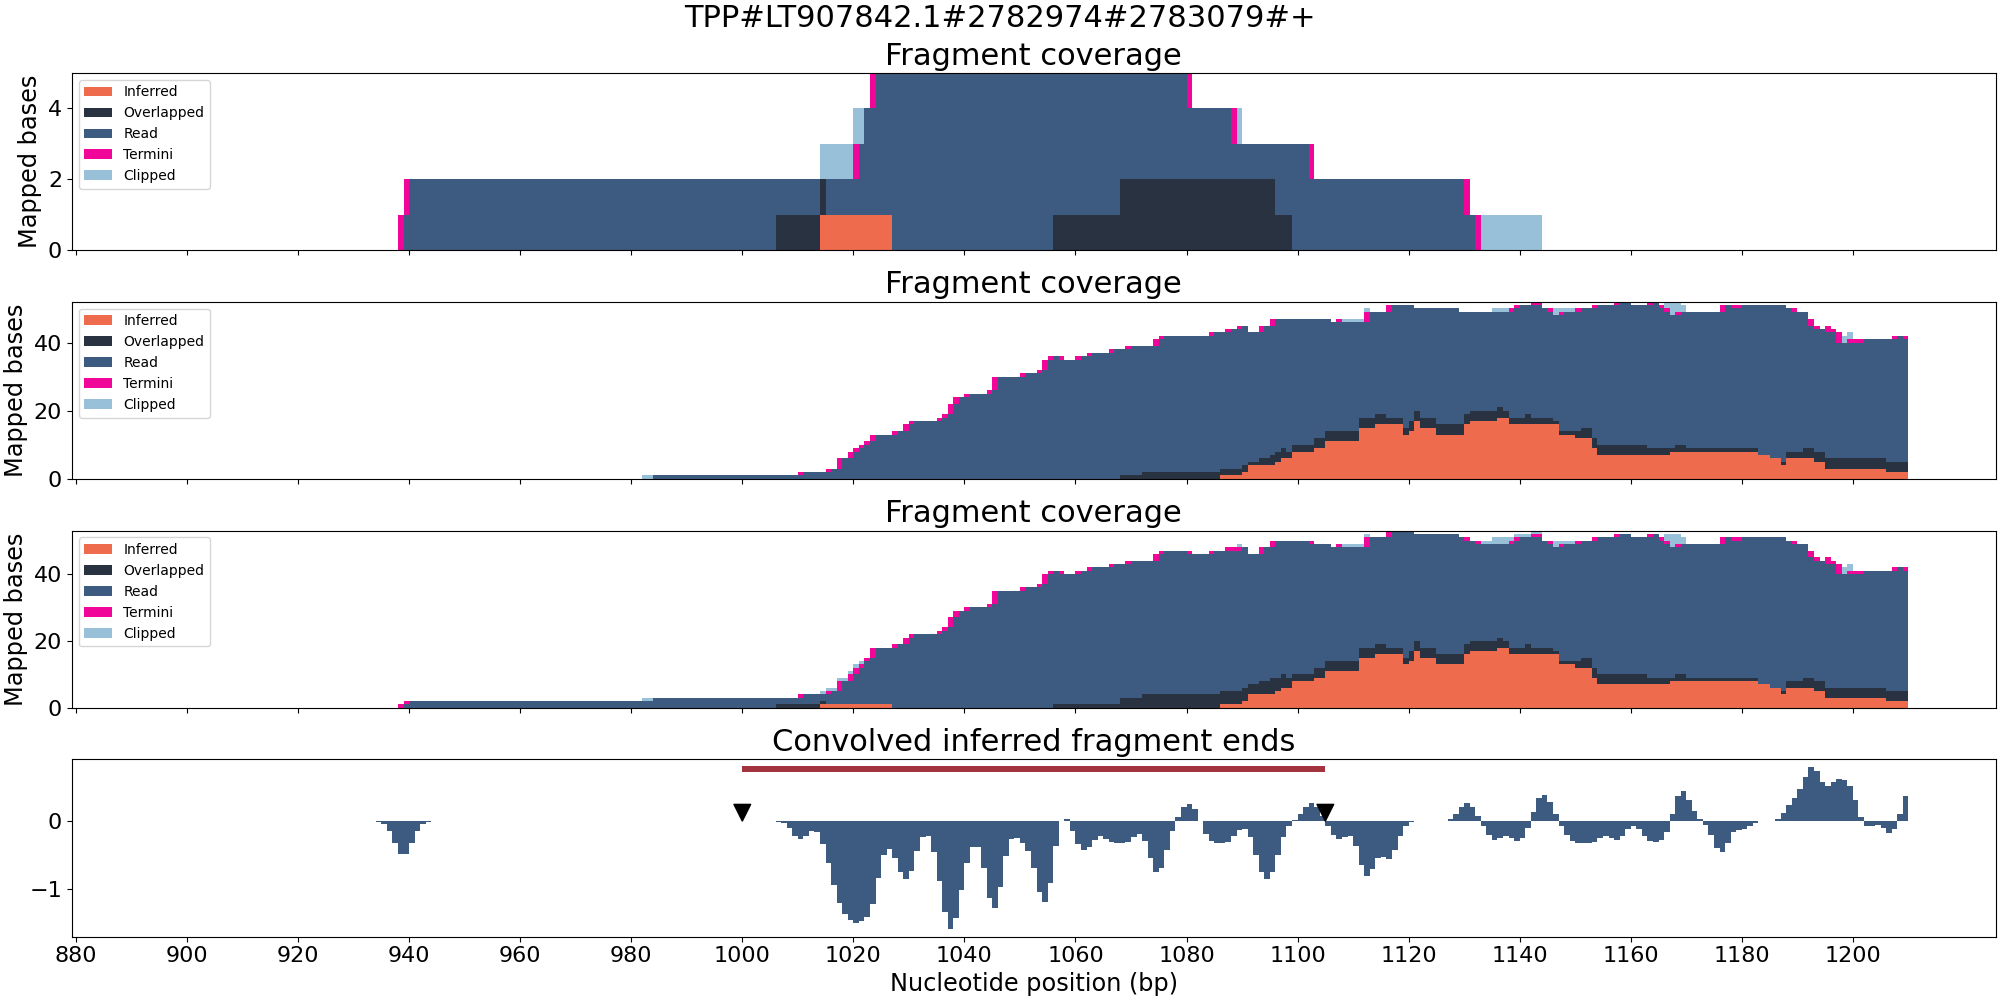 TPP#LT907842.1#2782974#2783079#+
Fragment coverage
Mapped bases
4
2
0
Inferred
Overlapped
Read
Termini
Clipped
Fragment coverage
Mapped bases
40
20
0
Inferred
Overlapped
Read
Termini
Clipped
Fragment coverage
Mapped bases
40
20
0
Inferred
Overlapped
Read
Termini
Clipped
Convolved inferred fragment ends
0
−1
880 900 920 940 960 980 1000 1020 1040 1060 1080 1100 1120 1140 1160 1180 1200
Nucleotide position (bp)